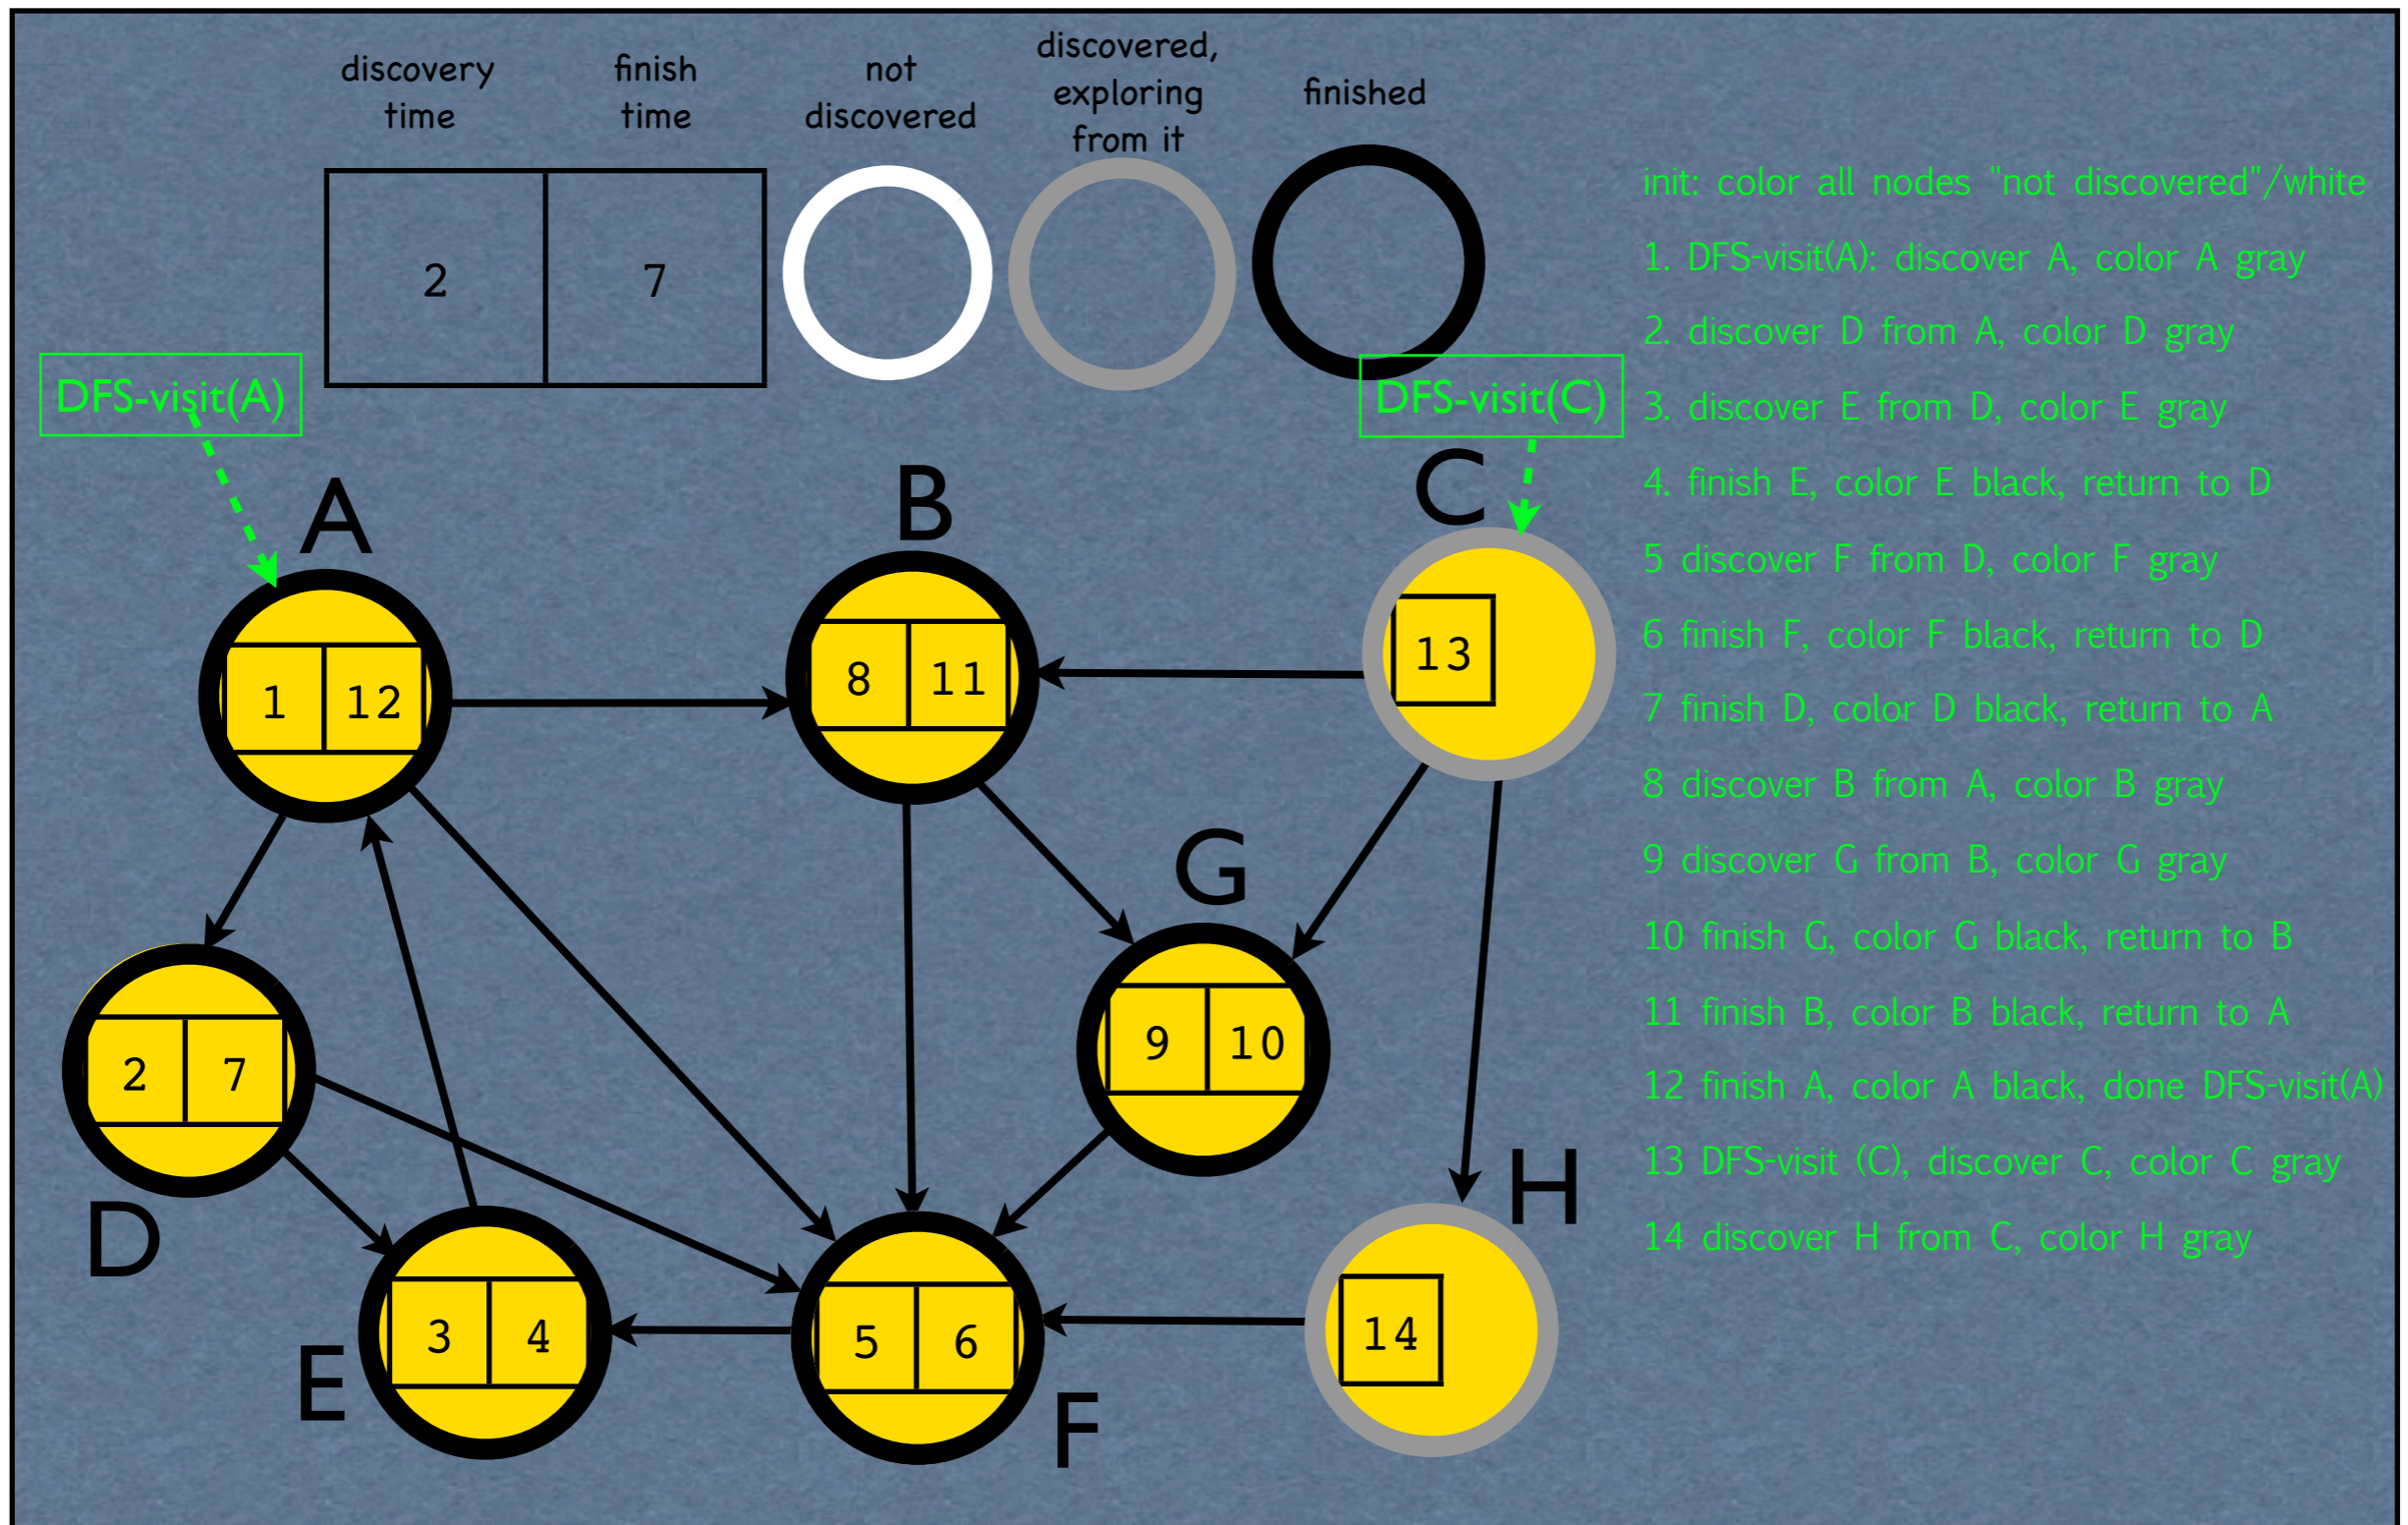 discovery
time
finish
time
not
discovered
discovered,
exploring
from it
finished
2
7
DFS-visit(A)
DFS-visit(C)
A
B
C
1
12
8
11
13
G
9
10
2
7
D
H
3
4
E
5
6
F
14
init: color all nodes "not discovered"/white
1. DFS-visit(A): discover A, color A gray
2. discover D from A, color D gray
3. discover E from D, color E gray
4. finish E, color E black, return to D
5 discover F from D, color F gray
6 finish F, color F black, return to D
7 finish D, color D black, return to A
8 discover B from A, color B gray
9 discover G from B, color G gray
10 finish G, color G black, return to B
11 finish B, color B black, return to A
12 finish A, color A black, done DFS-visit(A)
13 DFS-visit (C), discover C, color C gray
14 discover H from C, color H gray